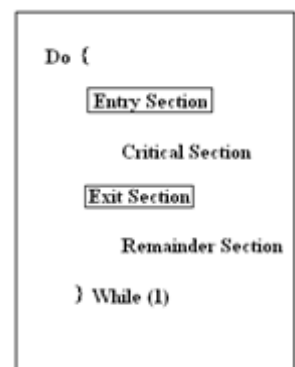 Do {
Entry Section
Critical Section
Exit Section
Remainder Section
} While (1)